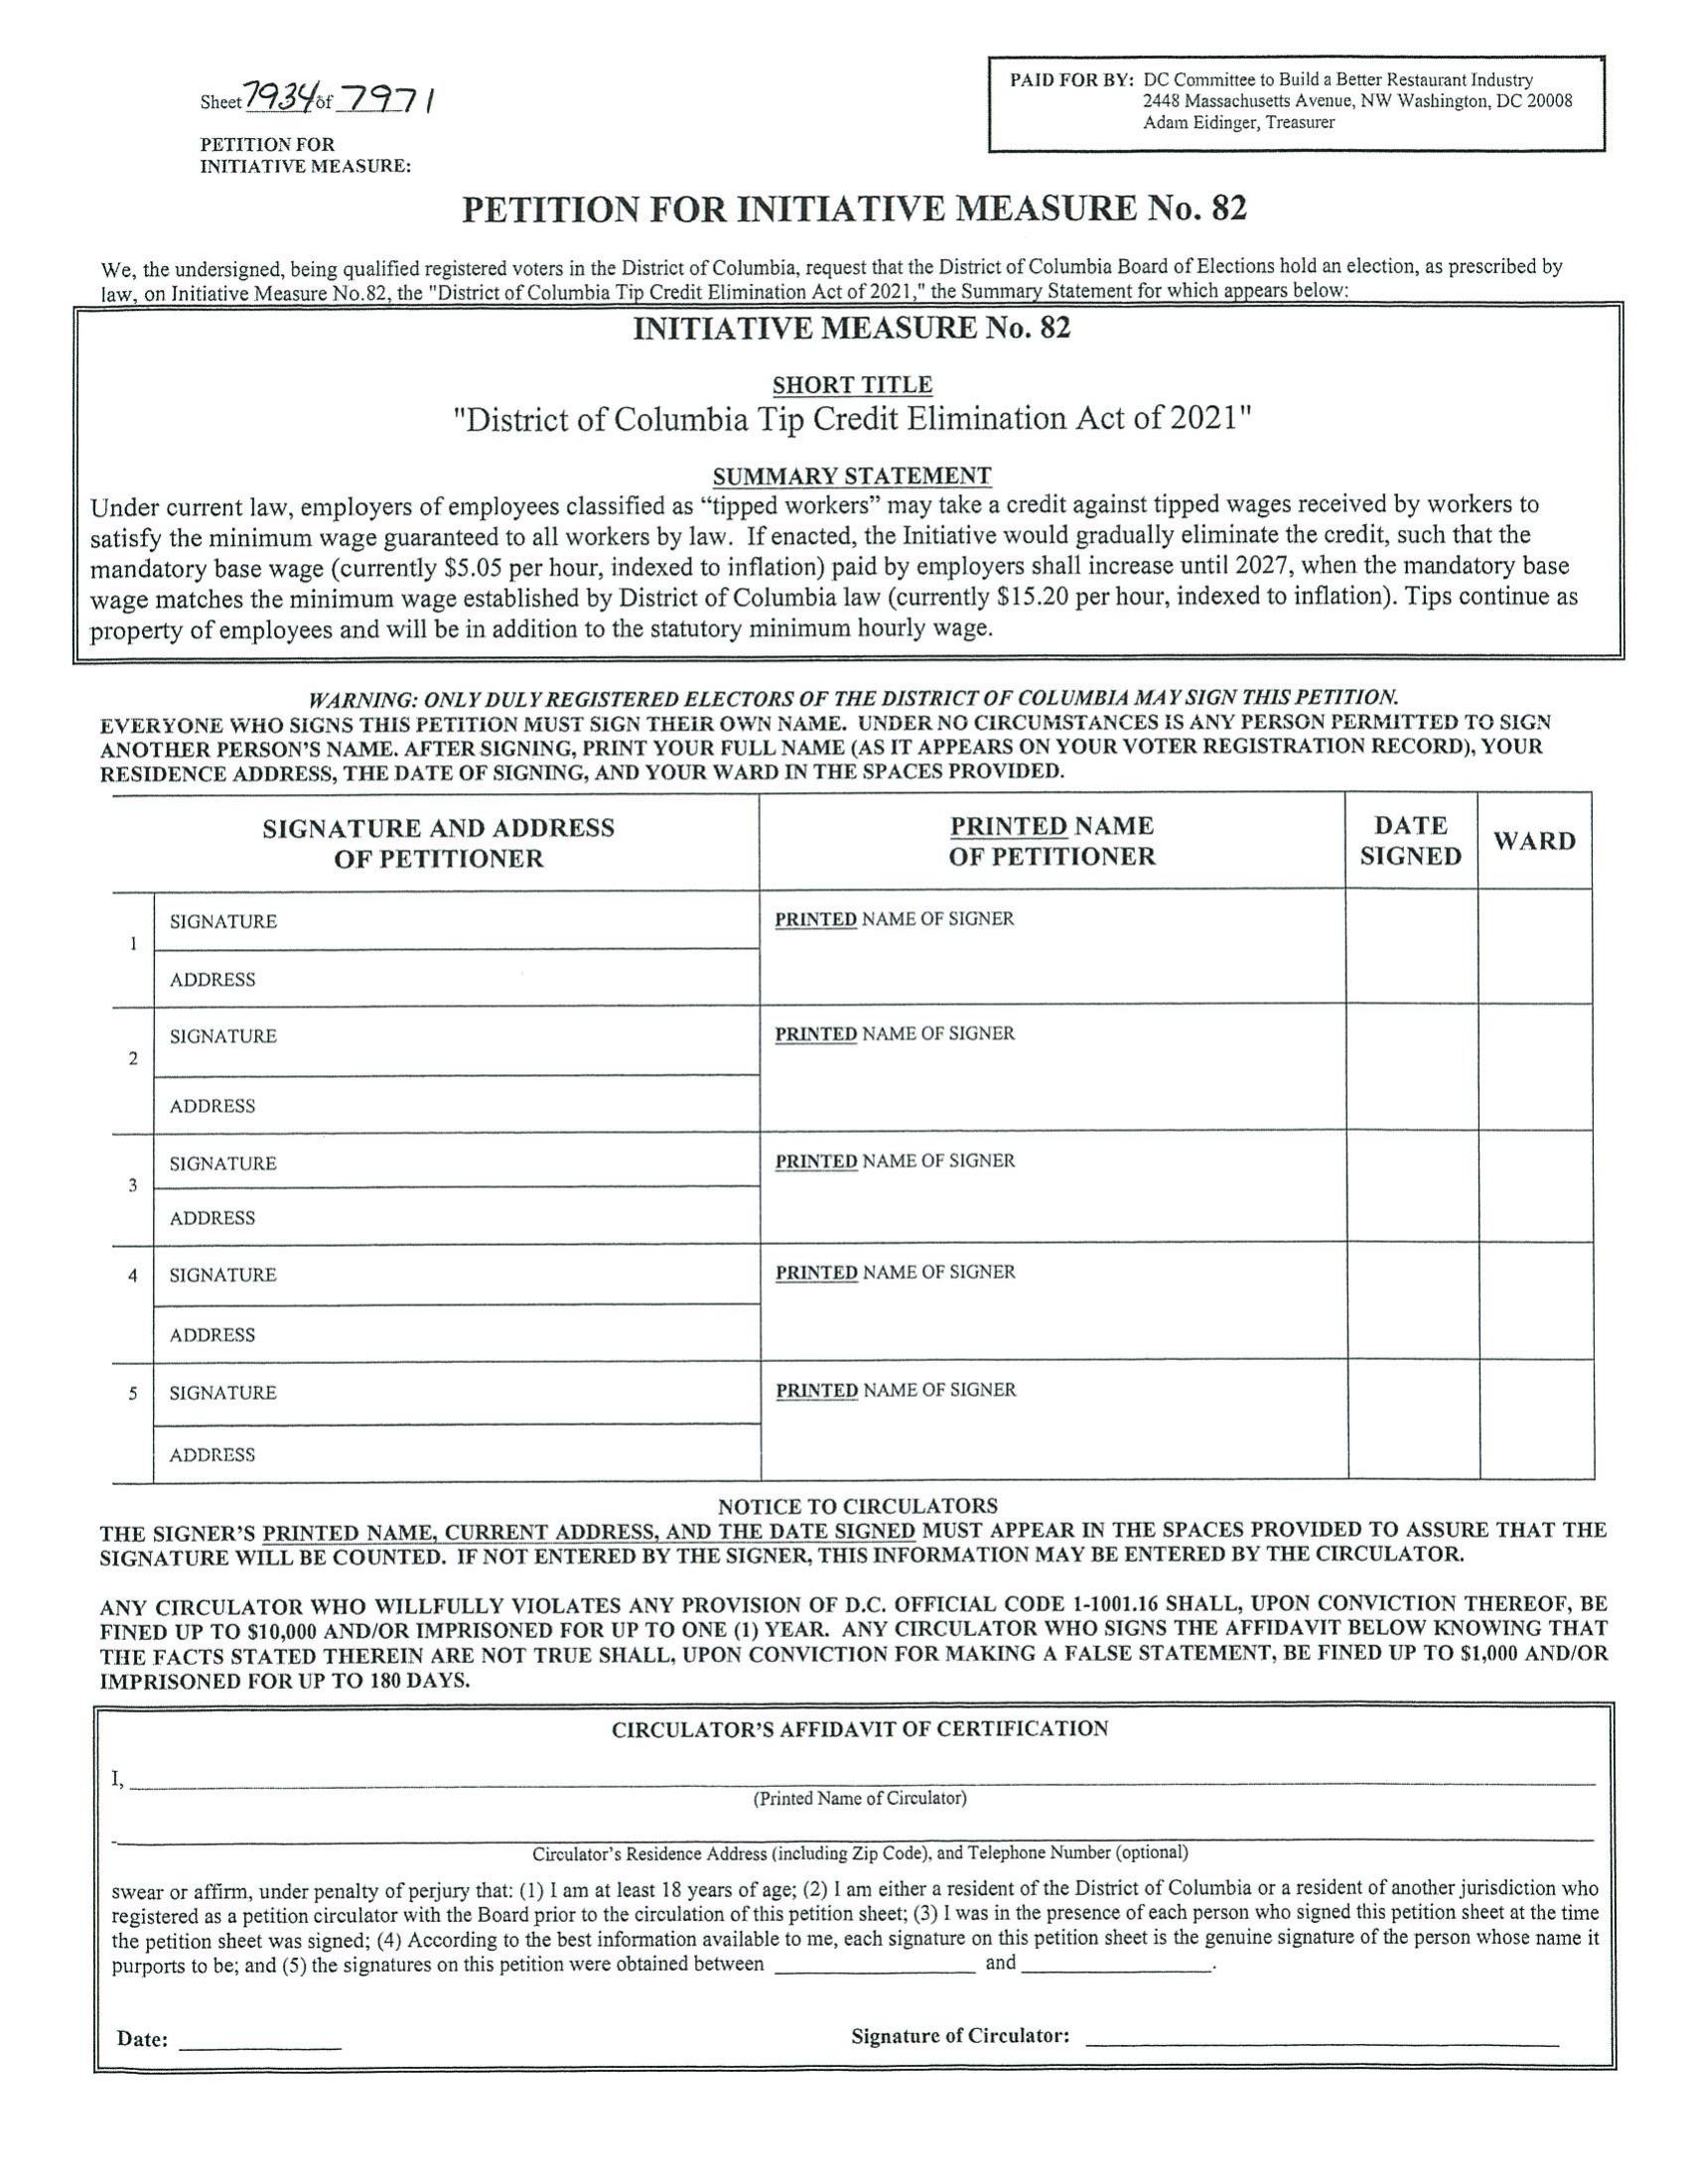 Sheet 7934 of 7971
PAID FOR BY: DC Committee to Build a Better Restaurant Industry
2448 Massachusetts Avenue, NW Washington, DC 20008
Adam Eidinger, Treasurer
PETITION FOR
INITIATIVE MEASURE:
PETITION FOR INITIATIVE MEASURE No. 82
We, the undersigned, being qualified registered voters in the District of Columbia, request that the District of Columbia Board of Elections hold an election, as prescribed by
law, on Initiative Measure No.82, the "District of Columbia Tip Credit Elimination Act of 2021," the Summary Statement for which appears below:
INITIATIVE MEASURE No. 82
SHORT TITLE
"District of Columbia Tip Credit Elimination Act of 2021"
SUMMARY STATEMENT
Under current law, employers of employees classified as “tipped workers” may take a credit against tipped wages received by workers to
satisfy the minimum wage guaranteed to all workers by law. If enacted, the Initiative would gradually eliminate the credit, such that the
mandatory base wage (currently $5.05 per hour, indexed to inflation) paid by employers shall increase until 2027, when the mandatory base
wage matches the minimum wage established by District of Columbia law (currently $15.20 per hour, indexed to inflation). Tips continue as
property of employees and will be in addition to the statutory minimum hourly wage.
WARNING: ONLY DULY REGISTERED ELECTORS OF THE DISTRICT OF COLUMBIA MAY SIGN THIS PETITION.
EVERYONE WHO SIGNS THIS PETITION MUST SIGN THEIR OWN NAME. UNDER NO CIRCUMSTANCES IS ANY PERSON PERMITTED TO SIGN
ANOTHER PERSON'S NAME. AFTER SIGNING, PRINT YOUR FULL NAME (AS IT APPEARS ON YOUR VOTER REGISTRATION RECORD), YOUR
RESIDENCE ADDRESS, THE DATE OF SIGNING, AND YOUR WARD IN THE SPACES PROVIDED.
SIGNATURE AND ADDRESS
OF PETITIONER
PRINTED NAME
OF PETITIONER
DATE
SIGNED
WARD
1
SIGNATURE
PRINTED NAME OF SIGNER
ADDRESS
2
SIGNATURE
PRINTED NAME OF SIGNER
ADDRESS
3
SIGNATURE
PRINTED NAME OF SIGNER
ADDRESS
4
SIGNATURE
PRINTED NAME OF SIGNER
ADDRESS
5
SIGNATURE
PRINTED NAME OF SIGNER
ADDRESS
NOTICE TO CIRCULATORS
THE SIGNER'S PRINTED NAME, CURRENT ADDRESS, AND THE DATE SIGNED MUST APPEAR IN THE SPACES PROVIDED TO ASSURE THAT THE
SIGNATURE WILL BE COUNTED. IF NOT ENTERED BY THE SIGNER, THIS INFORMATION MAY BE ENTERED BY THE CIRCULATOR.
ANY CIRCULATOR WHO WILLFULLY VIOLATES ANY PROVISION OF D.C. OFFICIAL CODE 1-1001.16 SHALL, UPON CONVICTION THEREOF, BE
FINED UP TO $10,000 AND/OR IMPRISONED FOR UP TO ONE (1) YEAR. ANY CIRCULATOR WHO SIGNS THE AFFIDAVIT BELOW KNOWING THAT
THE FACTS STATED THEREIN ARE NOT TRUE SHALL, UPON CONVICTION FOR MAKING A FALSE STATEMENT, BE FINED UP TO $1,000 AND/OR
IMPRISONED FOR UP TO 180 DAYS.
CIRCULATOR'S AFFIDAVIT OF CERTIFICATION
I,
(Printed Name of Circulator)
Circulator's Residence Address (including Zip Code), and Telephone Number (optional)
swear or affirm, under penalty of perjury that: (1) I am at least 18 years of age; (2) I am either a resident of the District of Columbia or a resident of another jurisdiction who
registered as a petition circulator with the Board prior to the circulation of this petition sheet; (3) I was in the presence of each person who signed this petition sheet at the time
the petition sheet was signed; (4) According to the best information available to me, each signature on this petition sheet is the genuine signature of the person whose name it
purports to be; and (5) the signatures on this petition were obtained between ____ and ____.
Date: ____ Signature of Circulator: ____